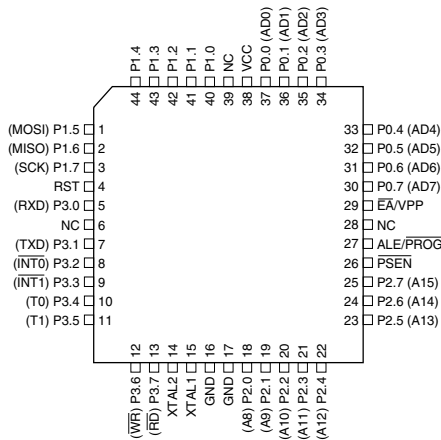 P1.4
P1.3
P1.2
P1.1
P1.0
NC
VCC
P0.0 (AD0)
P0.1 (AD1)
P0.2 (AD2)
P0.3 (AD3)
44
43
42
41
40
39
38
37
36
35
34
(MOSI) P1.5 1
(MISO) P1.6 2
(SCK) P1.7 3
RST 4
(RXD) P3.0 5
NC 6
(TXD) P3.1 7
(INT0) P3.2 8
(INT1) P3.3 9
(T0) P3.4 10
(T1) P3.5 11
33 P0.4 (AD4)
32 P0.5 (AD5)
31 P0.6 (AD6)
30 P0.7 (AD7)
29 EA/VPP
28 NC
27 ALE/PROG
26 PSEN
25 P2.7 (A15)
24 P2.6 (A14)
23 P2.5 (A13)
12
13
14
15
16
17
18
19
20
21
22
(WR) P3.6
(RD) P3.7
XTAL2
XTAL1
GND
GND
(A8) P2.0
(A9) P2.1
(A10) P2.2
(A11) P2.3
(A12) P2.4